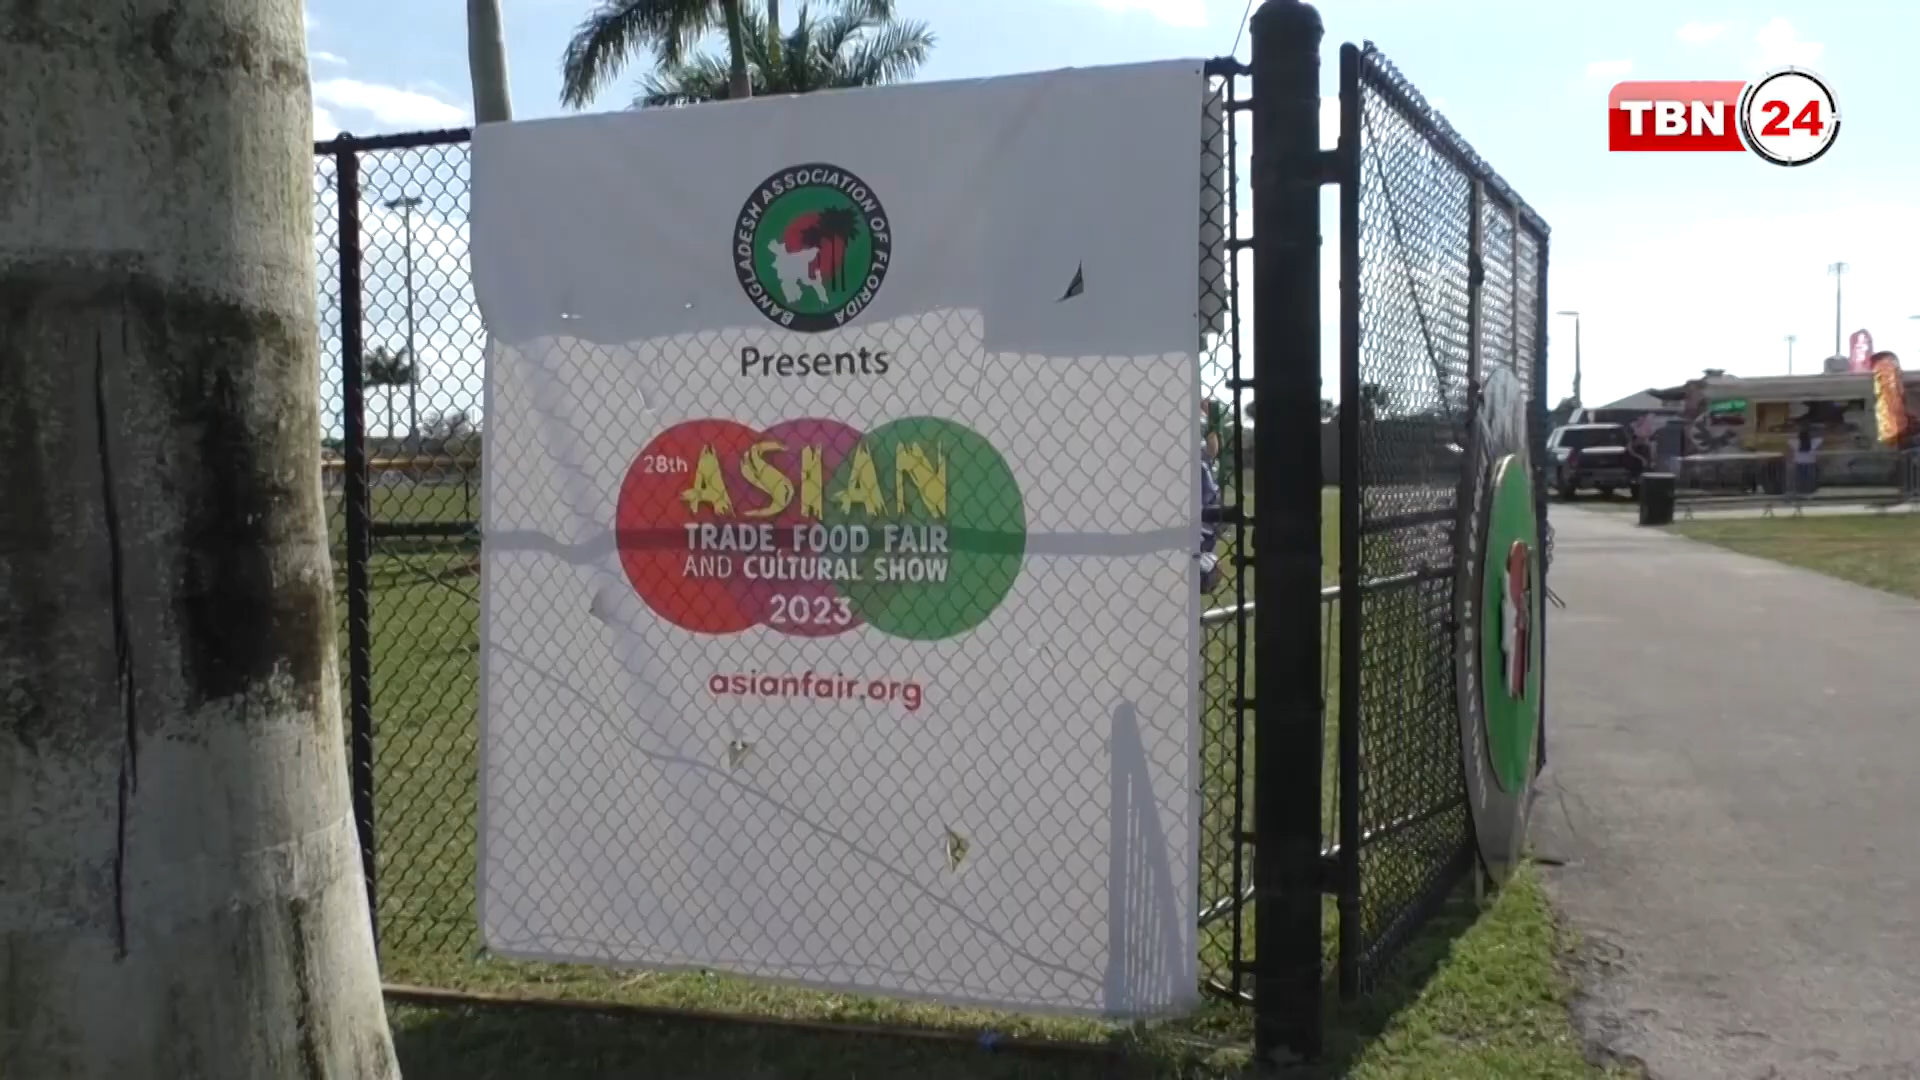 TBN 24
BANGLADESH ASSOCIATION OF FLORIDA
Presents
28th ASIAN
TRADE, FOOD FAIR
AND CULTURAL SHOW
2023
asianfair.org